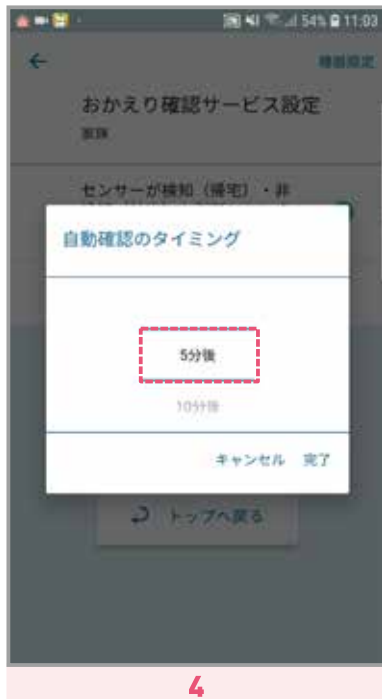 54% 11:03
機器設定
おかえり確認サービス設定
センサーが検知（帰宅）・非
自動確認のタイミング
5分後
10分後
キャンセル 完了
トップへ戻る
4